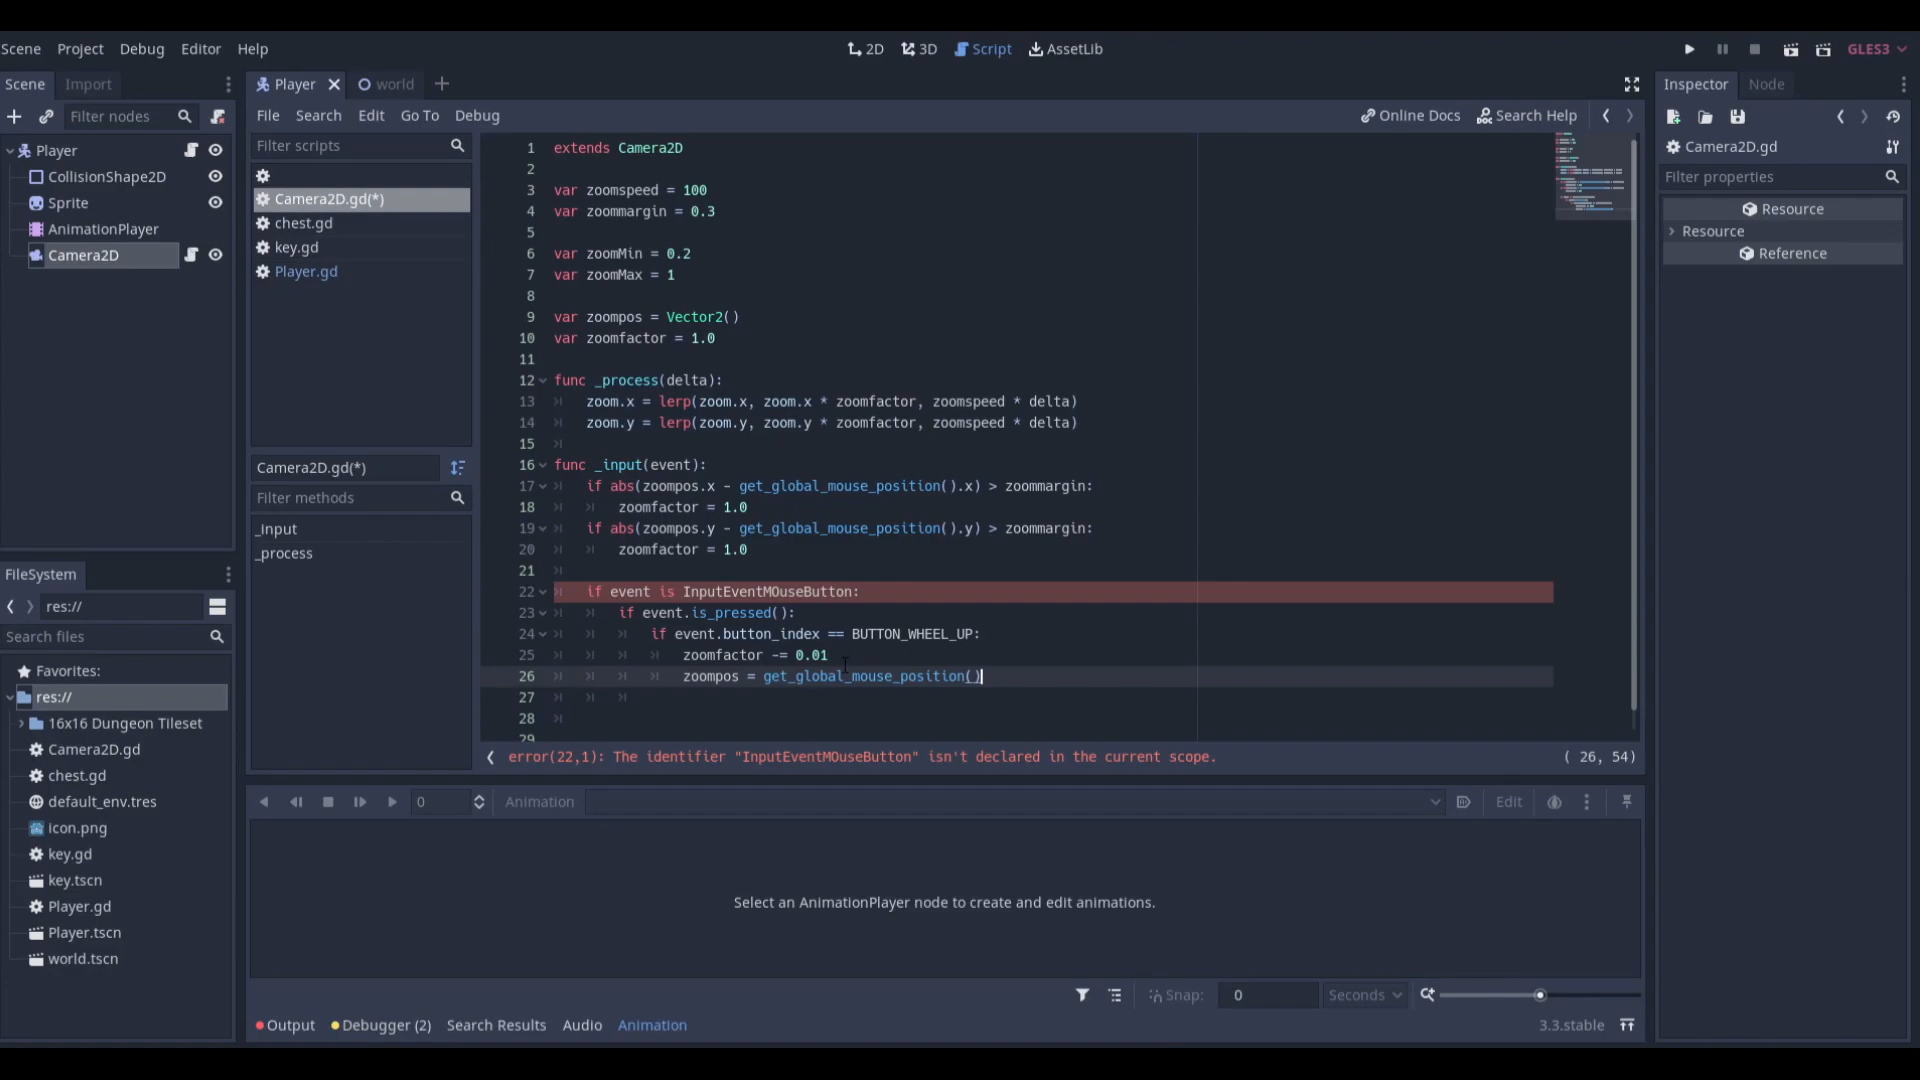 Scene Project Debug Editor Help 2D 3D Script AssetLib GLES3
Scene Import
Filter nodes
Player
CollisionShape2D
Sprite
AnimationPlayer
Camera2D
FileSystem
res://
Search files
Favorites:
res://
16x16 Dungeon TIleset
Camera2D.gd
chest.gd
default_env.tres
icon.png
key.gd
key.tscn
Player.gd
Player.tscn
world.tscn
Player world
File Search Edit Go To Debug Online Docs Search Help
Filter scripts
Camera2D.gd(*)
chest.gd
key.gd
Player.gd
Camera2D.gd(*)
Filter methods
_input
_process
1 extends Camera2D
2
3 var zoomspeed = 100
4 var zoommargin = 0.3
5
6 var zoomMin = 0.2
7 var zoomMax = 1
8
9 var zoompos = Vector2()
10 var zoomfactor = 1.0
11
12 func _process(delta):
13 zoom.x = lerp(zoom.x, zoom.x * zoomfactor, zoomspeed * delta)
14 zoom.y = lerp(zoom.y, zoom.y * zoomfactor, zoomspeed * delta)
15
16 func _input(event):
17 if abs(zoompos.x - get_global_mouse_position().x) > zoommargin:
18 zoomfactor = 1.0
19 if abs(zoompos.y - get_global_mouse_position().y) > zoommargin:
20 zoomfactor = 1.0
21
22 if event is InputEventMOuseButton:
23 if event.is_pressed():
24 if event.button_index == BUTTON_WHEEL_UP:
25 zoomfactor -= 0.01
26 zoompos = get_global_mouse_position()
27
28
29
error(22,1): The identifier "InputEventMOuseButton" isn't declared in the current scope. ( 26, 54)
0 Animation Edit
Select an AnimationPlayer node to create and edit animations.
Snap: 0 Seconds
Output Debugger (2) Search Results Audio Animation 3.3.stable
Inspector Node
Camera2D.gd
Filter properties
Resource
Resource
Reference